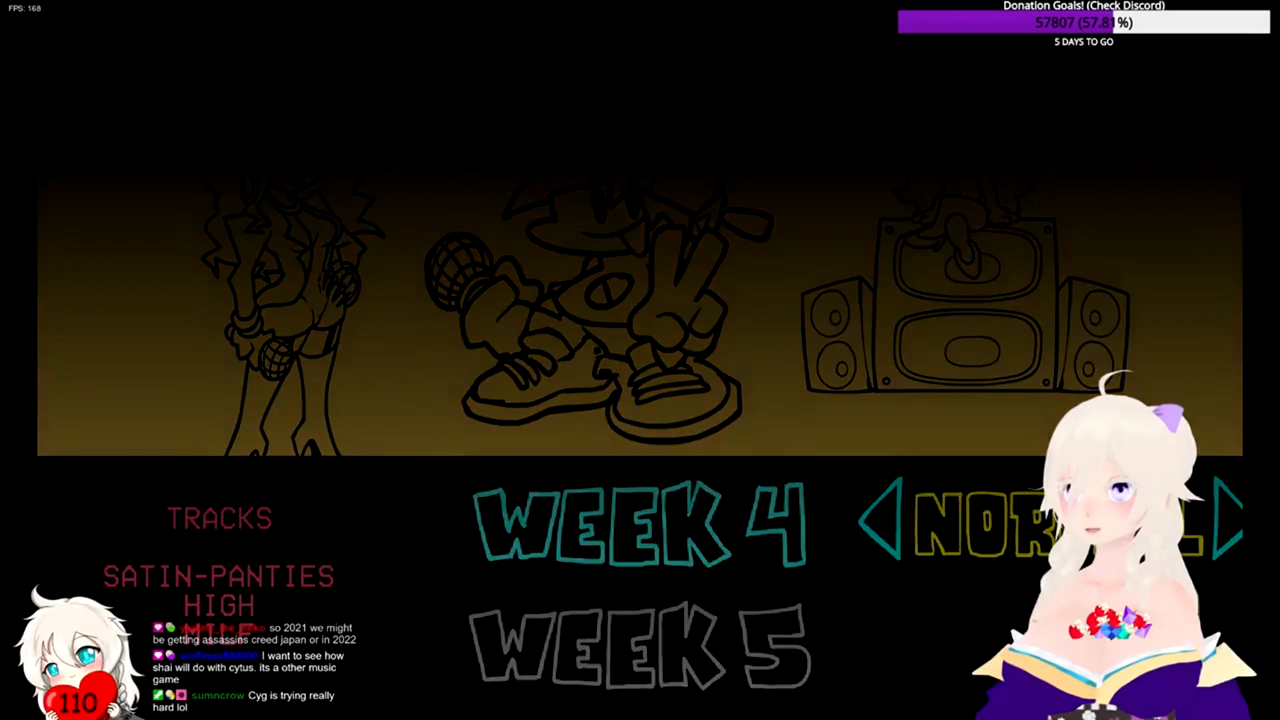 FPS: 168
Donation Goals! (Check Discord)
57807 (57.81%)
5 DAYS TO GO
WEEK 4
TRACKS
SATIN-PANTIES
HIGH
MILF
WEEK 5
so 2021 we might
be getting assassins creed japan or in 2022
I want to see how
shai will do with cytus. its a other music
game
sumncrow Cyg is trying really
hard lol
110